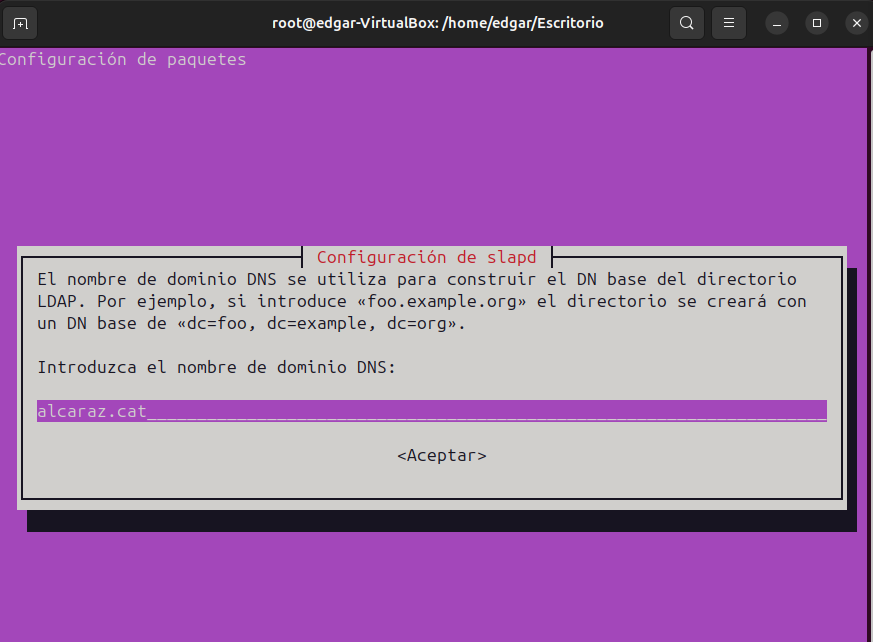 root@edgar-VirtualBox: /home/edgar/Escritorio
Configuración de paquetes
Configuración de slapd
El nombre de dominio DNS se utiliza para construir el DN base del directorio
LDAP. Por ejemplo, si introduce «foo.example.org» el directorio se creará con
un DN base de «dc=foo, dc=example, dc=org».
Introduzca el nombre de dominio DNS:
alcaraz.cat
<Aceptar>